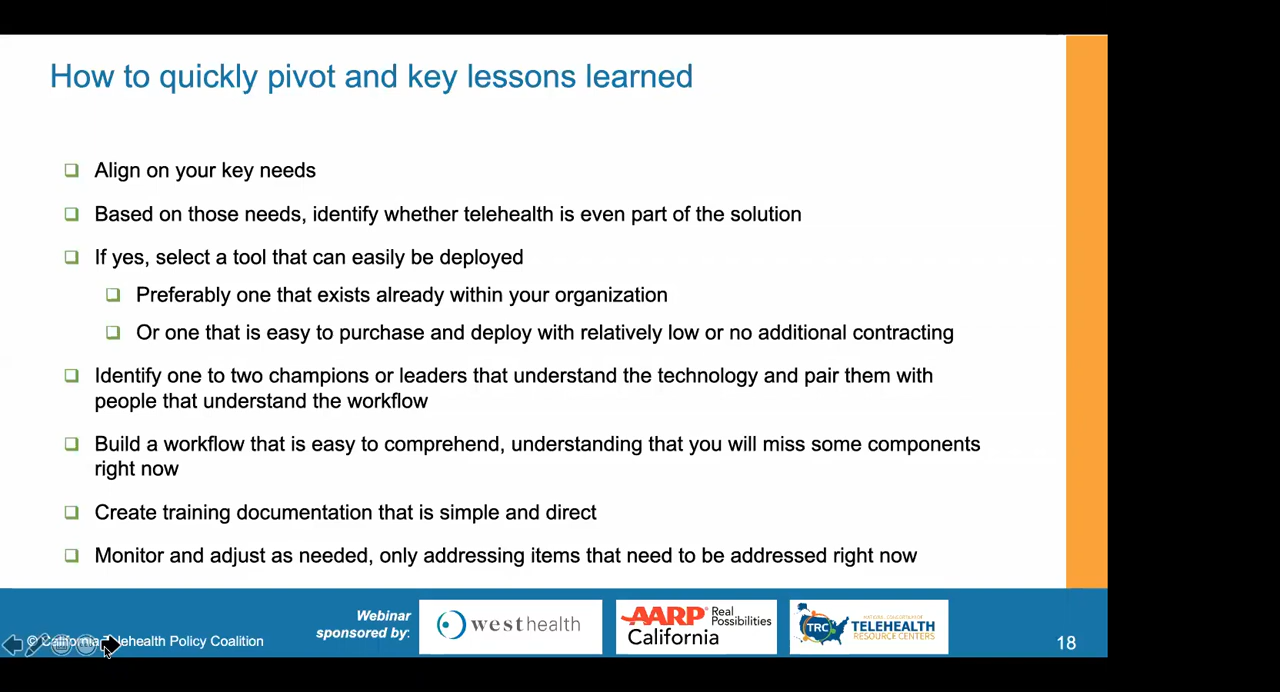 How to quickly pivot and key lessons learned
Align on your key needs
Based on those needs, identify whether telehealth is even part of the solution
If yes, select a tool that can easily be deployed
Preferably one that exists already within your organization
Or one that is easy to purchase and deploy with relatively low or no additional contracting
Identify one to two champions or leaders that understand the technology and pair them with
people that understand the workflow
Build a workflow that is easy to comprehend, understanding that you will miss some components
right now
Create training documentation that is simple and direct
Monitor and adjust as needed, only addressing items that need to be addressed right now
Webinar
sponsored by:
westhealth
AARP® Real
Possibilities
California
TRC
TELEHEALTH
RESOURCE CENTERS
© California Telehealth Policy Coalition
18